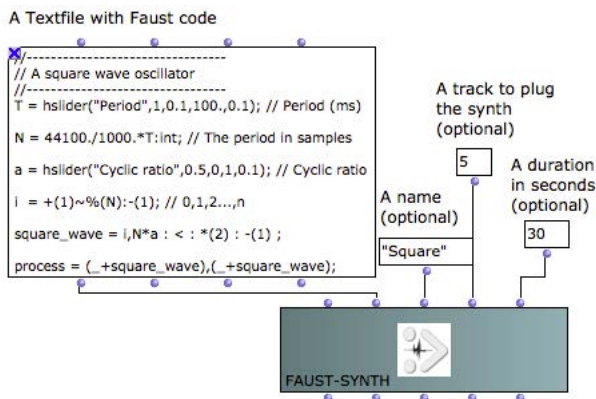 A Textfile with Faust code
//----------------------------------
// A square wave oscillator
//----------------------------------
T = hslider("Period",1,0.1,100.,0.1); // Period (ms)
N = 44100./1000.*T:int; // The period in samples
a = hslider("Cyclic ratio",0.5,0,1,0.1); // Cyclic ratio
i = +(1)~%(N):-(1); // 0,1,2...,n
square_wave = i,N*a : < : *(2) : -(1) ;
process = (_+square_wave),(_+square_wave);
A name
(optional)
"Square"
A track to plug
the synth
(optional)
5
A duration
in seconds
(optional)
30
FAUST-SYNTH